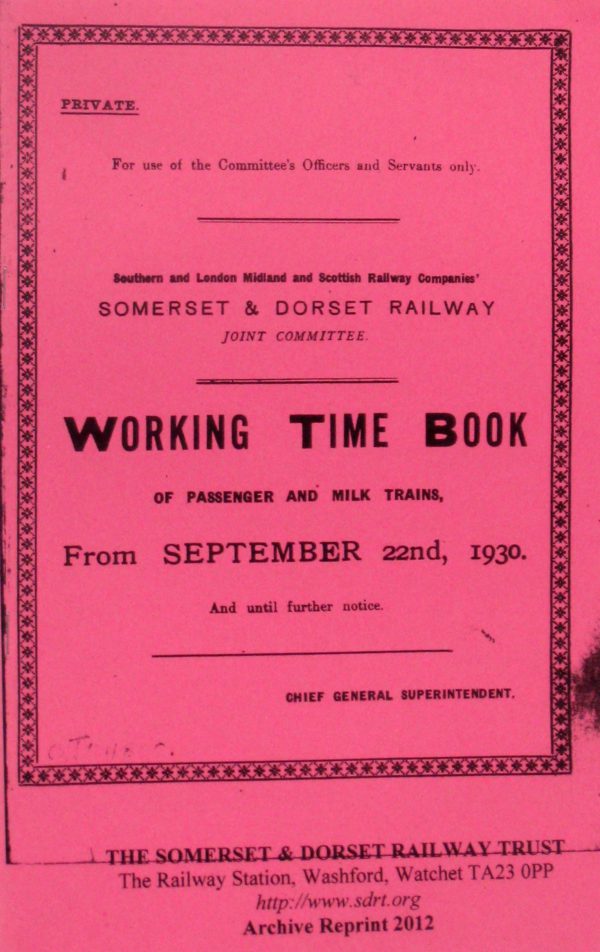 PRIVATE.
For use of the Committee's Officers and Servants only.
Southern and London Midland and Scottish Railway Companies'
SOMERSET & DORSET RAILWAY
JOINT COMMITTEE.
WORKING TIME BOOK
OF PASSENGER AND MILK TRAINS,
From SEPTEMBER 22nd, 1930.
And until further notice.
CHIEF GENERAL SUPERINTENDENT.
THE SOMERSET & DORSET RAILWAY TRUST
The Railway Station, Washford, Watchet TA23 0PP
http://www.sdrt.org
Archive Reprint 2012